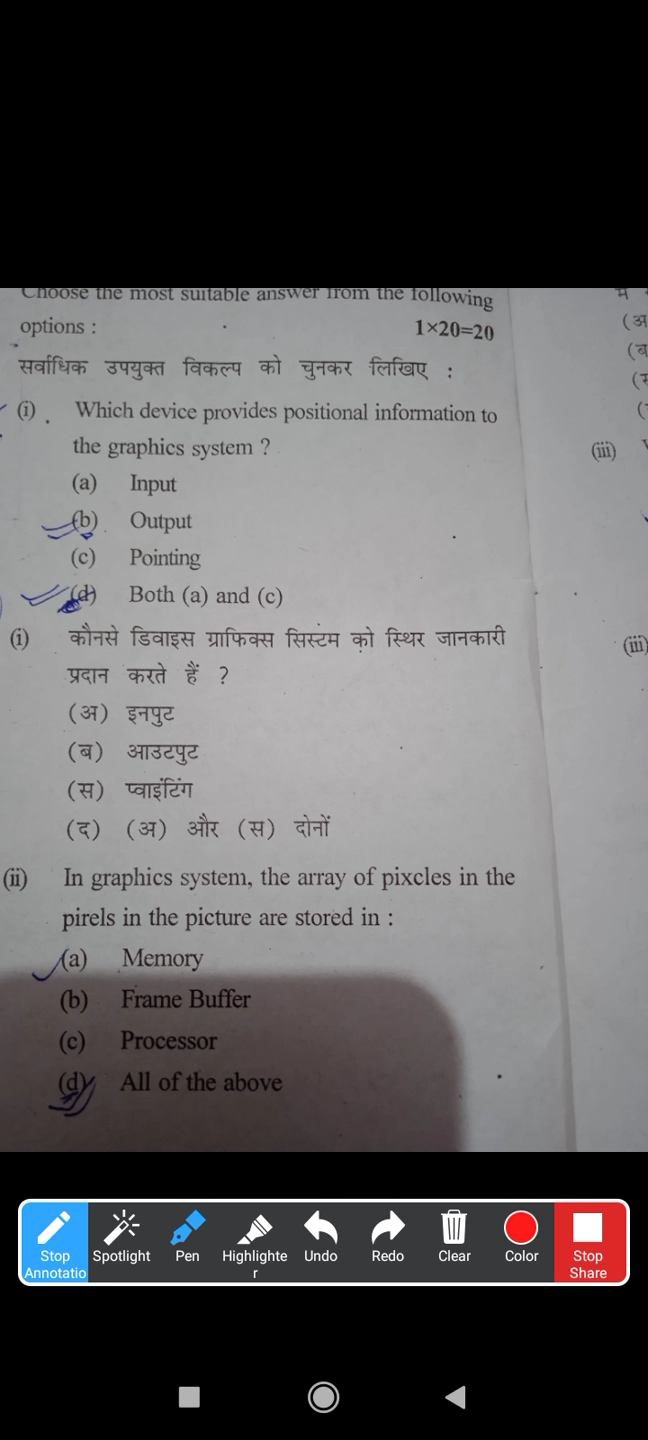 Choose the most suitable answer from the following
options : 1×20=20
सर्वाधिक उपयुक्त विकल्प को चुनकर लिखिए :
(i) . Which device provides positional information to
the graphics system ?
(a) Input
(b) Output
(c) Pointing
(d) Both (a) and (c)
(i) कौनसे डिवाइस ग्राफिक्स सिस्टम को स्थिर जानकारी
प्रदान करते हैं ?
(अ) इनपुट
(ब) आउटपुट
(स) प्वाइंटिंग
(द) (अ) और (स) दोनों
(ii) In graphics system, the array of pixcles in the
pirels in the picture are stored in :
(a) Memory
(b) Frame Buffer
(c) Processor
(d) All of the above
(iii)
(iii)
Stop Annotatio
Spotlight
Pen
Highlighte
r
Undo
Redo
Clear
Color
Stop Share